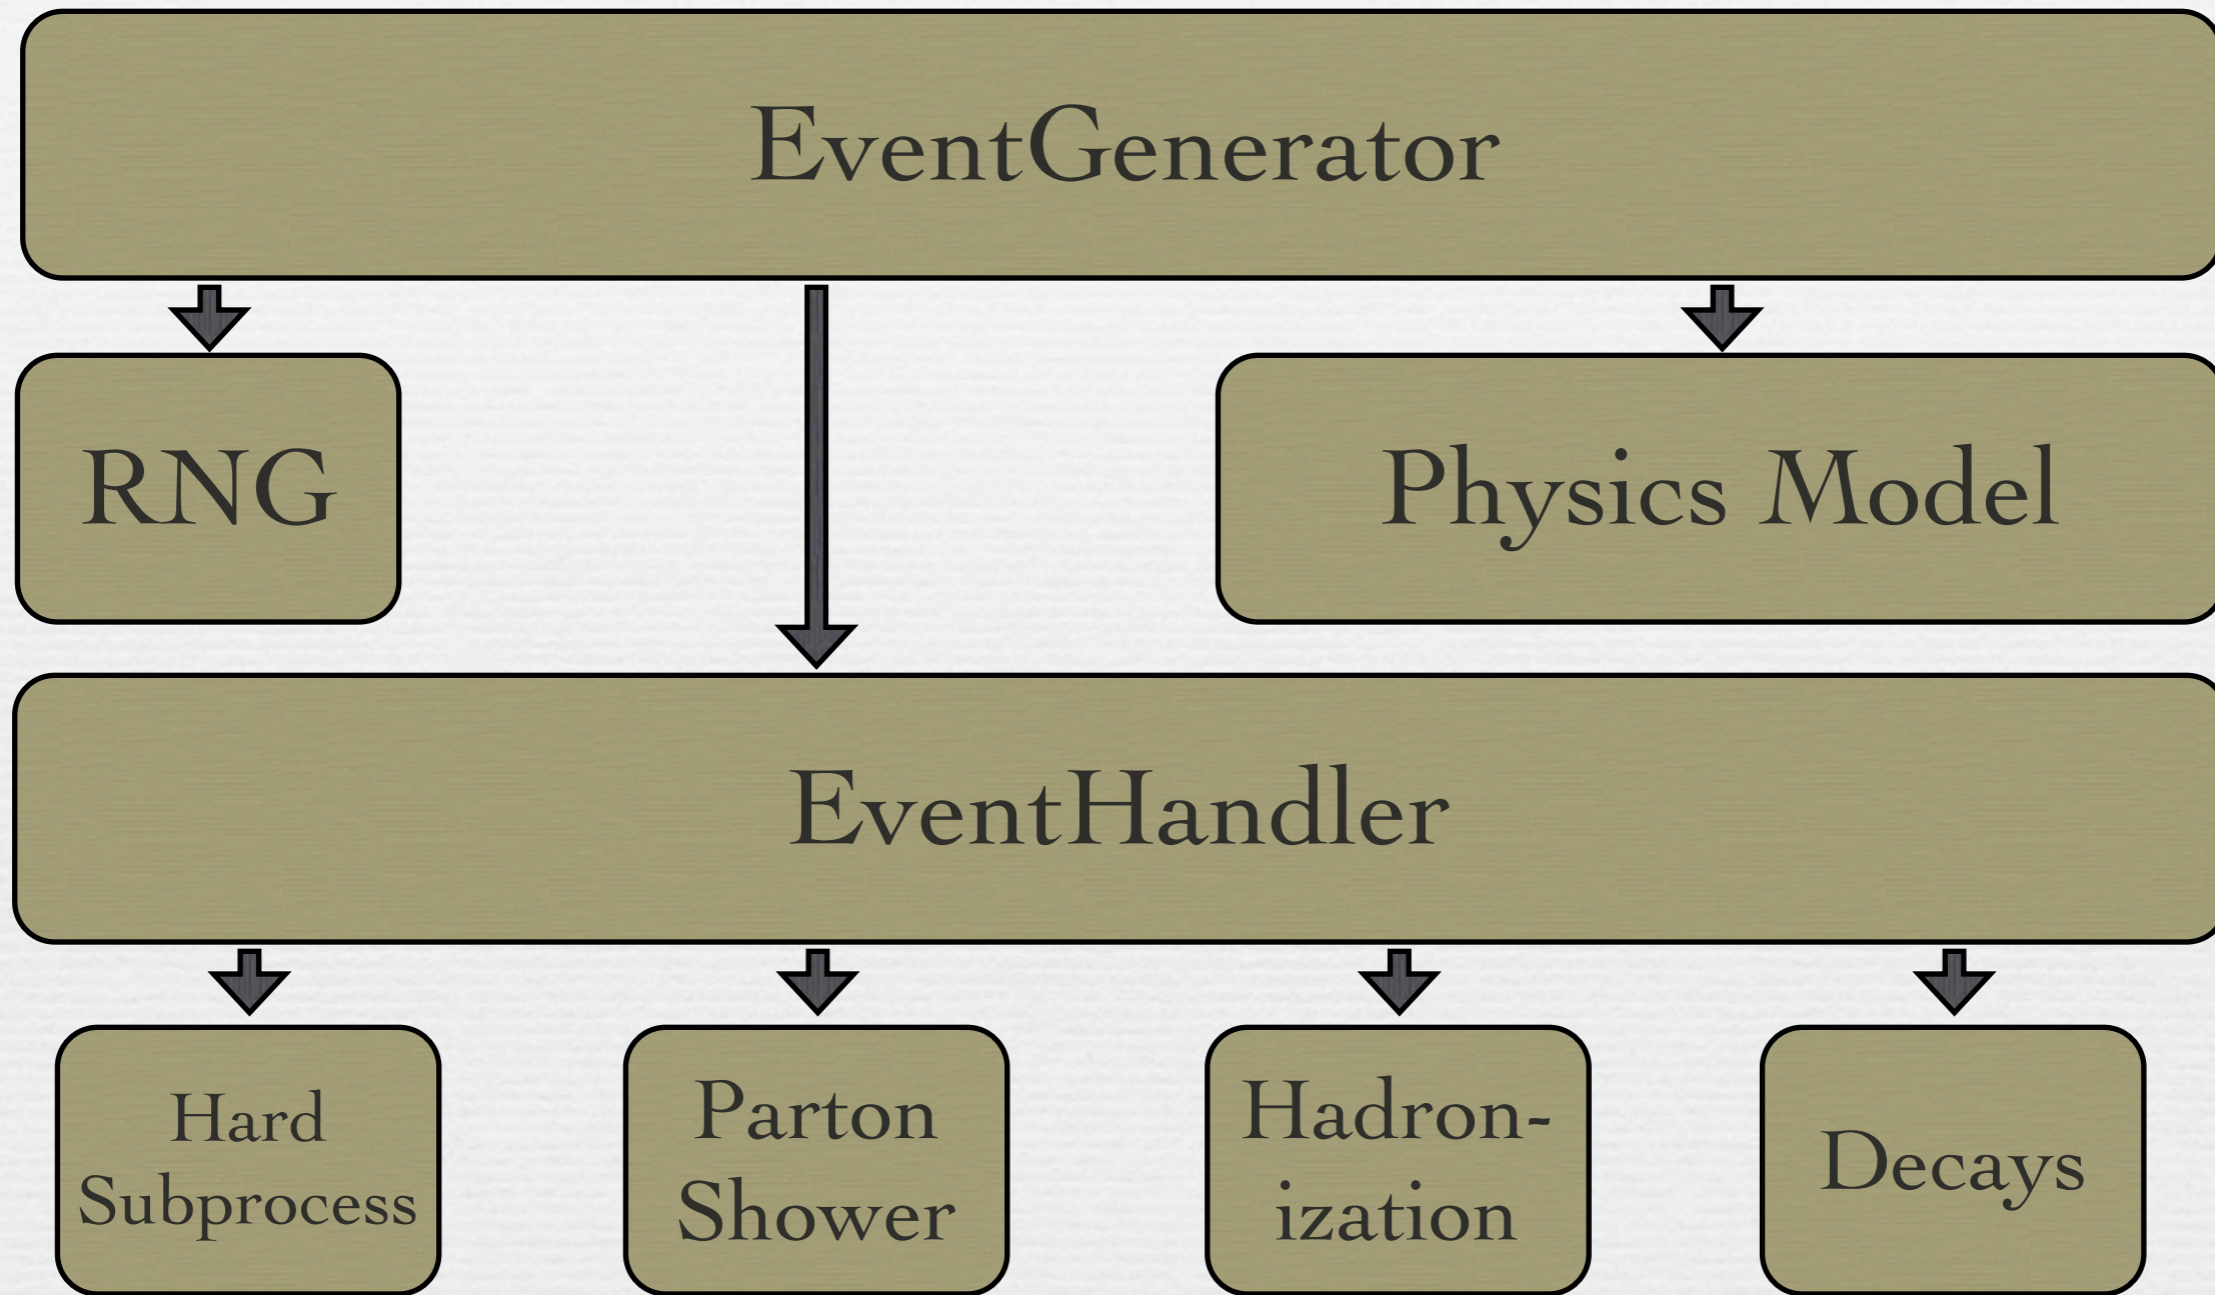 EventGenerator
RNG
Physics Model
EventHandler
Hard
Subprocess
Parton
Shower
Hadron-
ization
Decays